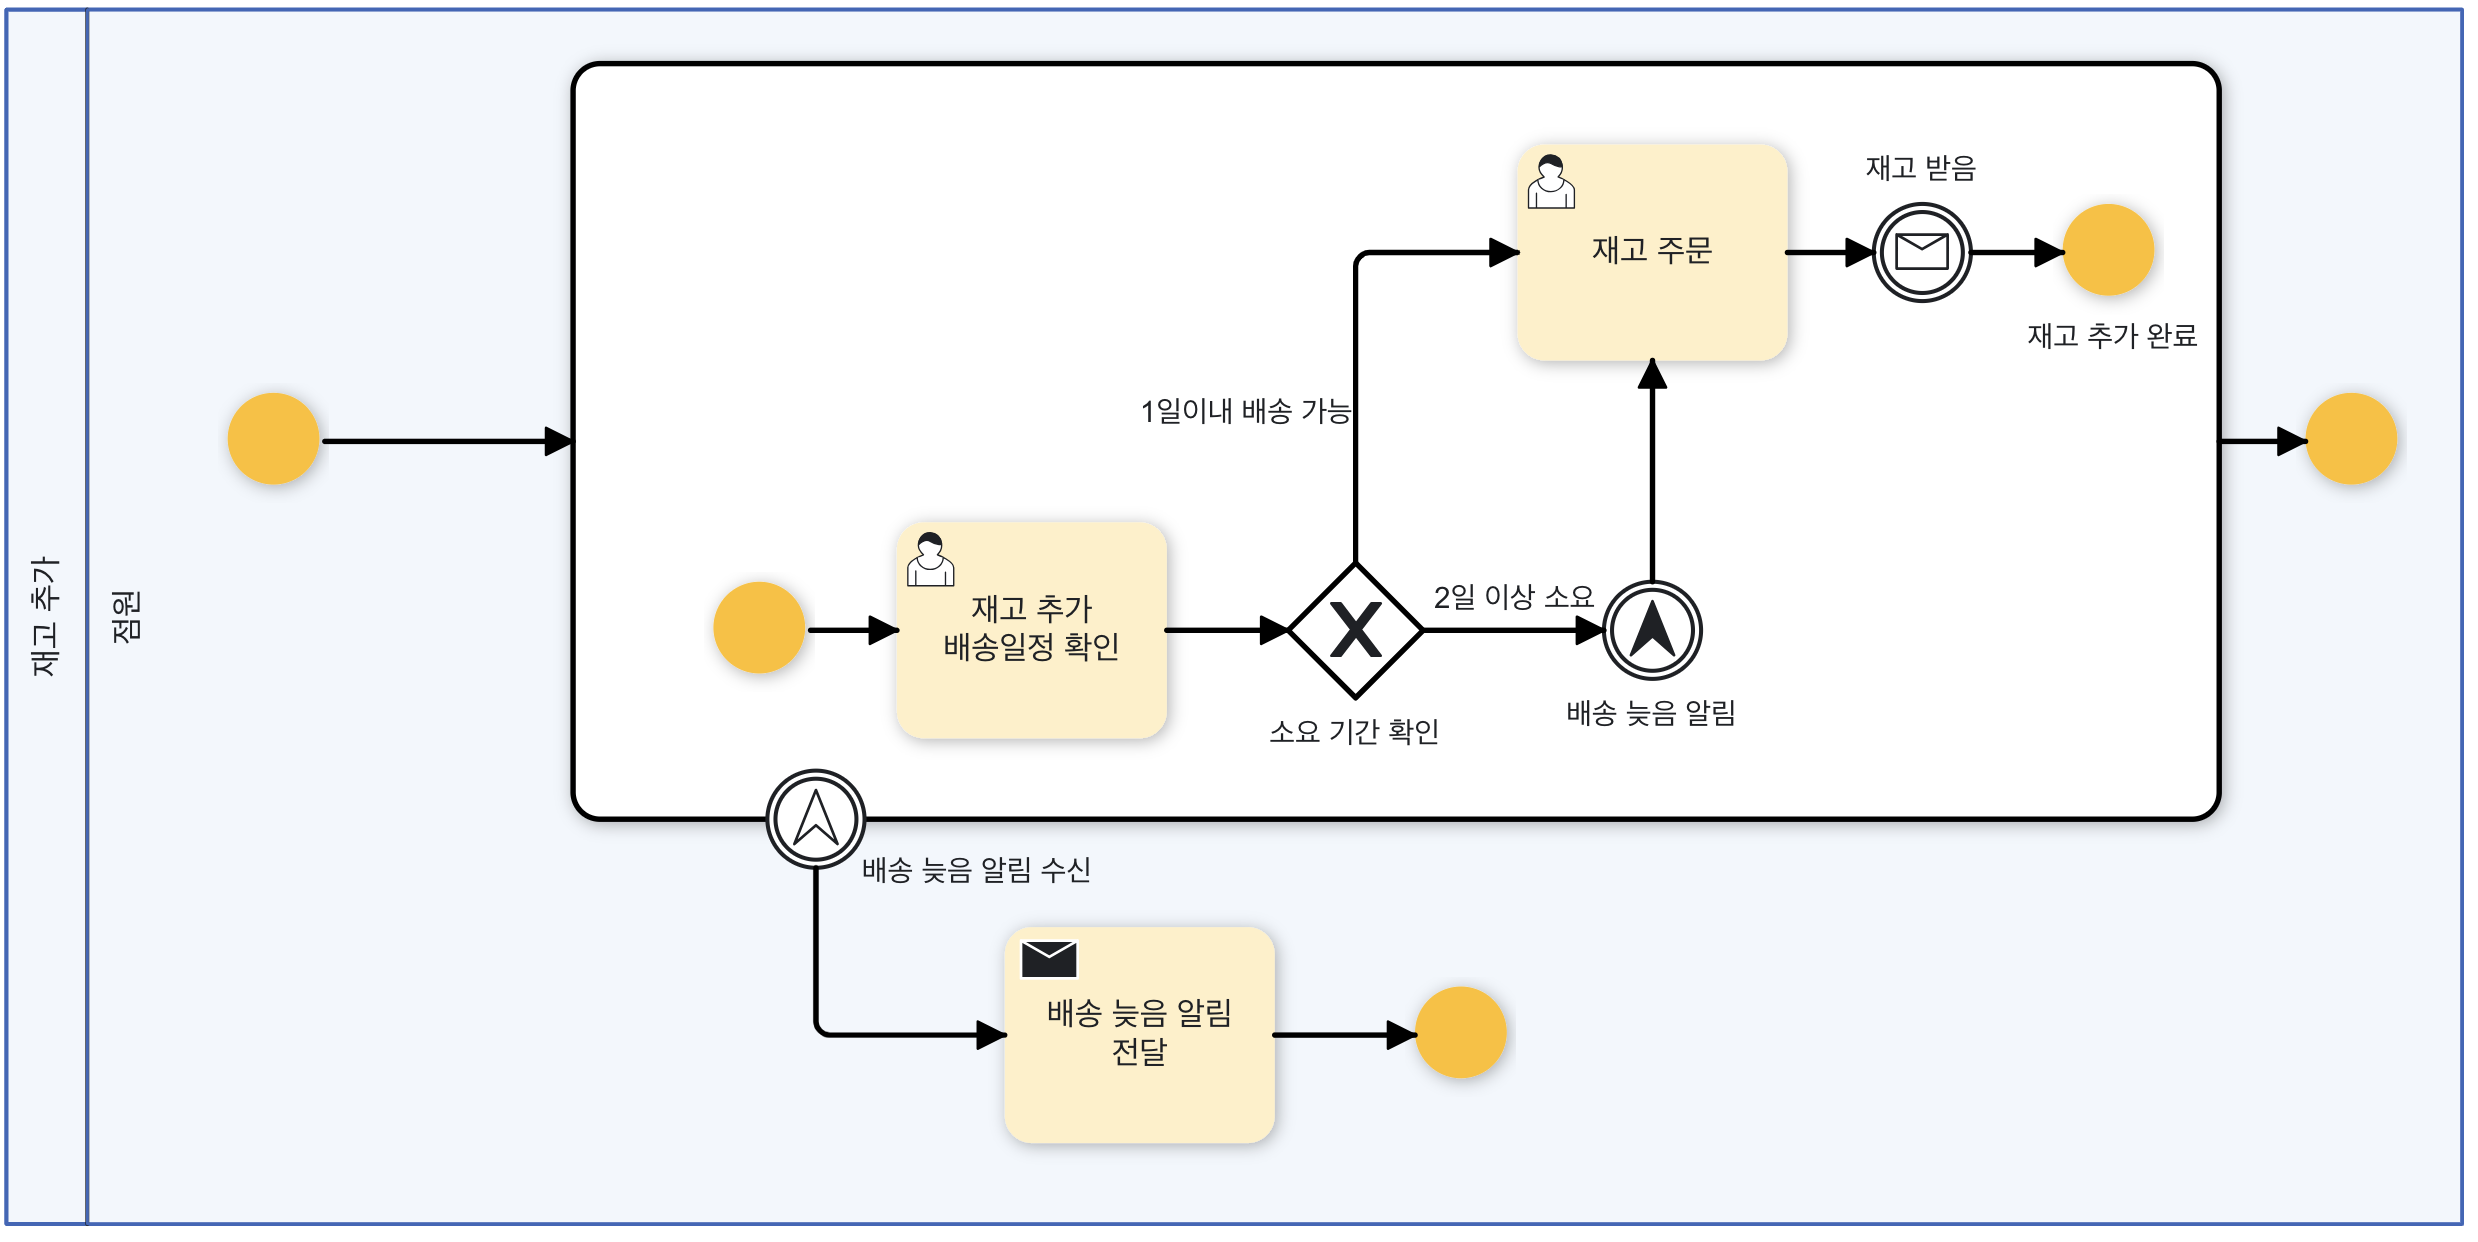 재고 추가
점원
재고 받음
재고 주문
재고 추가 완료
1일이내 배송 가능
재고 추가
배송일정 확인
2일 이상 소요
소요 기간 확인
배송 늦음 알림
배송 늦음 알림 수신
배송 늦음 알림
전달